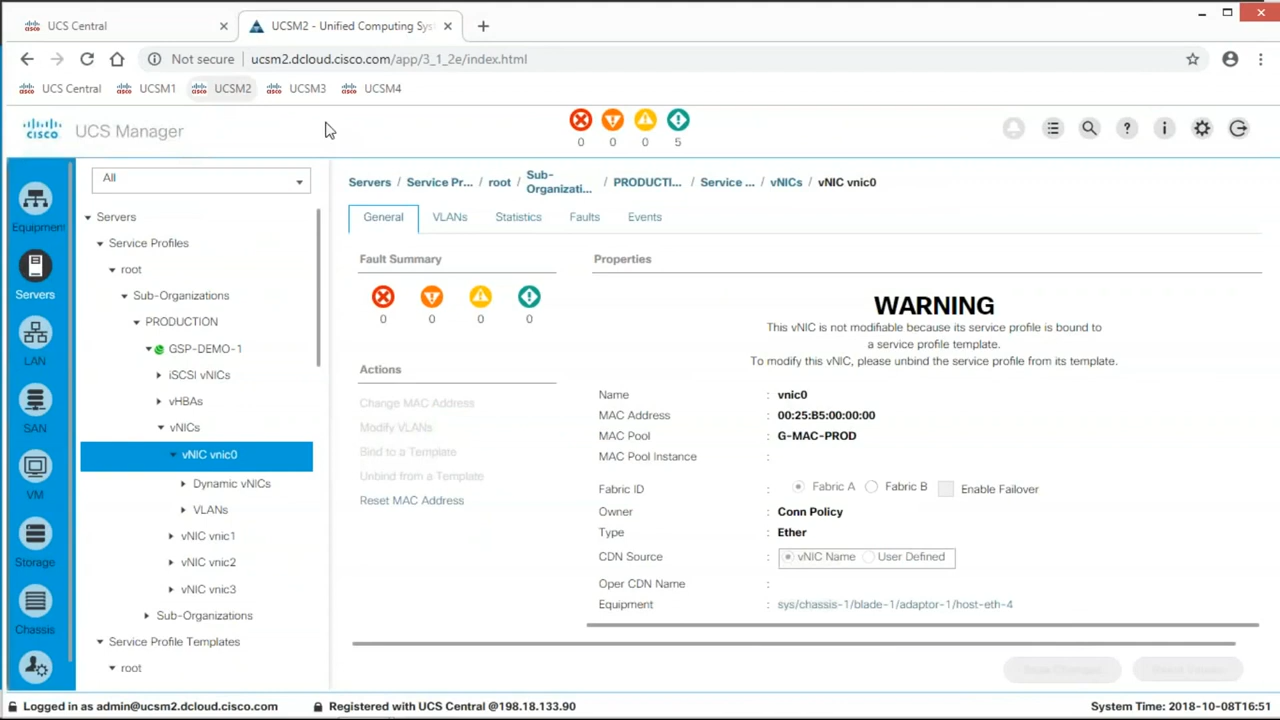 UCS Central
UCSM2 - Unified Computing Sys
Not secure | ucsm2.dcloud.cisco.com/app/3_1_2e/index.html
UCS Central UCSM1 UCSM2 UCSM3 UCSM4
cisco UCS Manager
0 0 0 5
Equipment
Servers
LAN
SAN
VM
Storage
Chassis
All
Servers
Service Profiles
root
Sub-Organizations
PRODUCTION
GSP-DEMO-1
iSCSI vNICs
vHBAs
vNICs
vNIC vnic0
Dynamic vNICs
VLANs
vNIC vnic1
vNIC vnic2
vNIC vnic3
Sub-Organizations
Service Profile Templates
root
Servers / Service Pr... / root / Sub-Organizati... / PRODUCTI... / Service ... / vNICs / vNIC vnic0
General VLANs Statistics Faults Events
Fault Summary
0 0 0 0
Actions
Change MAC Address
Modify VLANs
Bind to a Template
Unbind from a Template
Reset MAC Address
Properties
WARNING
This vNIC is not modifiable because its service profile is bound to
a service profile template.
To modify this vNIC, please unbind the service profile from its template.
Name : vnic0
MAC Address : 00:25:B5:00:00:00
MAC Pool : G-MAC-PROD
MAC Pool Instance :
Fabric ID : Fabric A Fabric B Enable Failover
Owner : Conn Policy
Type : Ether
CDN Source : vNIC Name User Defined
Oper CDN Name :
Equipment : sys/chassis-1/blade-1/adaptor-1/host-eth-4
Save Changes Reset Values
Logged in as admin@ucsm2.dcloud.cisco.com Registered with UCS Central @198.18.133.90 System Time: 2018-10-08T16:51